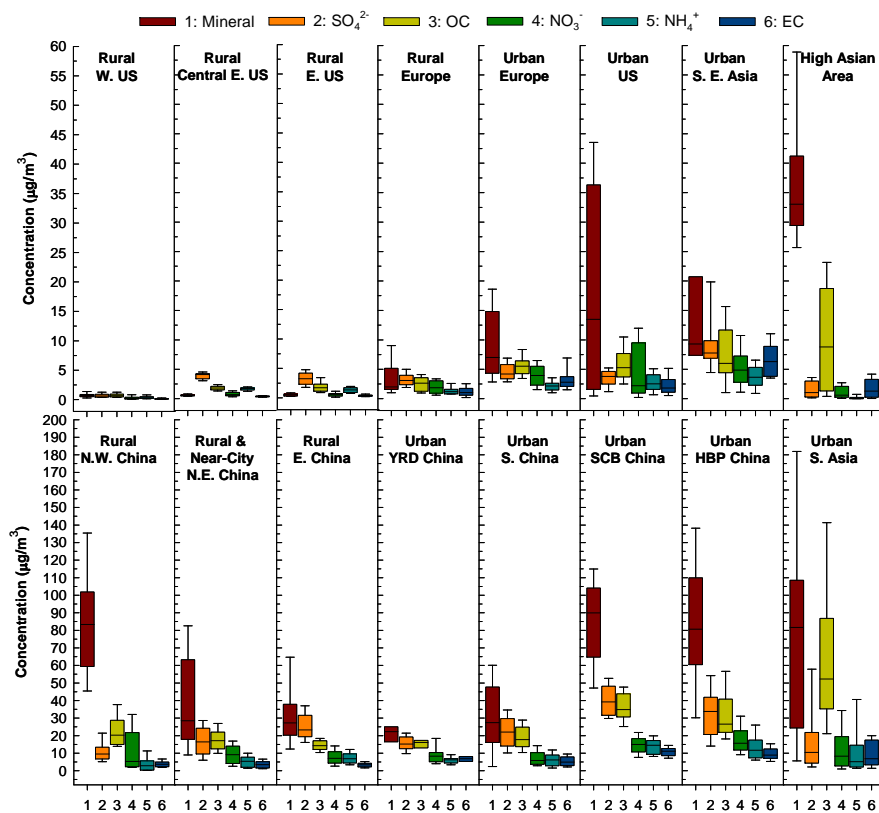 1: Mineral 2: SO₄²⁻ 3: OC 4: NO₃⁻ 5: NH₄⁺ 6: EC
Concentration (μg/m³)
60
55
50
45
40
35
30
25
20
15
10
5
0
Rural
W. US
Rural
Central E. US
Rural
E. US
Rural
Europe
Urban
Europe
Urban
US
Urban
S. E. Asia
High Asian
Area
Concentration (μg/m³)
200
190
180
170
160
150
140
130
120
110
100
90
80
70
60
50
40
30
20
10
0
Rural
N.W. China
Rural &
Near-City
N.E. China
Rural
E. China
Urban
YRD China
Urban
S. China
Urban
SCB China
Urban
HBP China
Urban
S. Asia
1 2 3 4 5 6 1 2 3 4 5 6 1 2 3 4 5 6 1 2 3 4 5 6 1 2 3 4 5 6 1 2 3 4 5 6 1 2 3 4 5 6 1 2 3 4 5 6